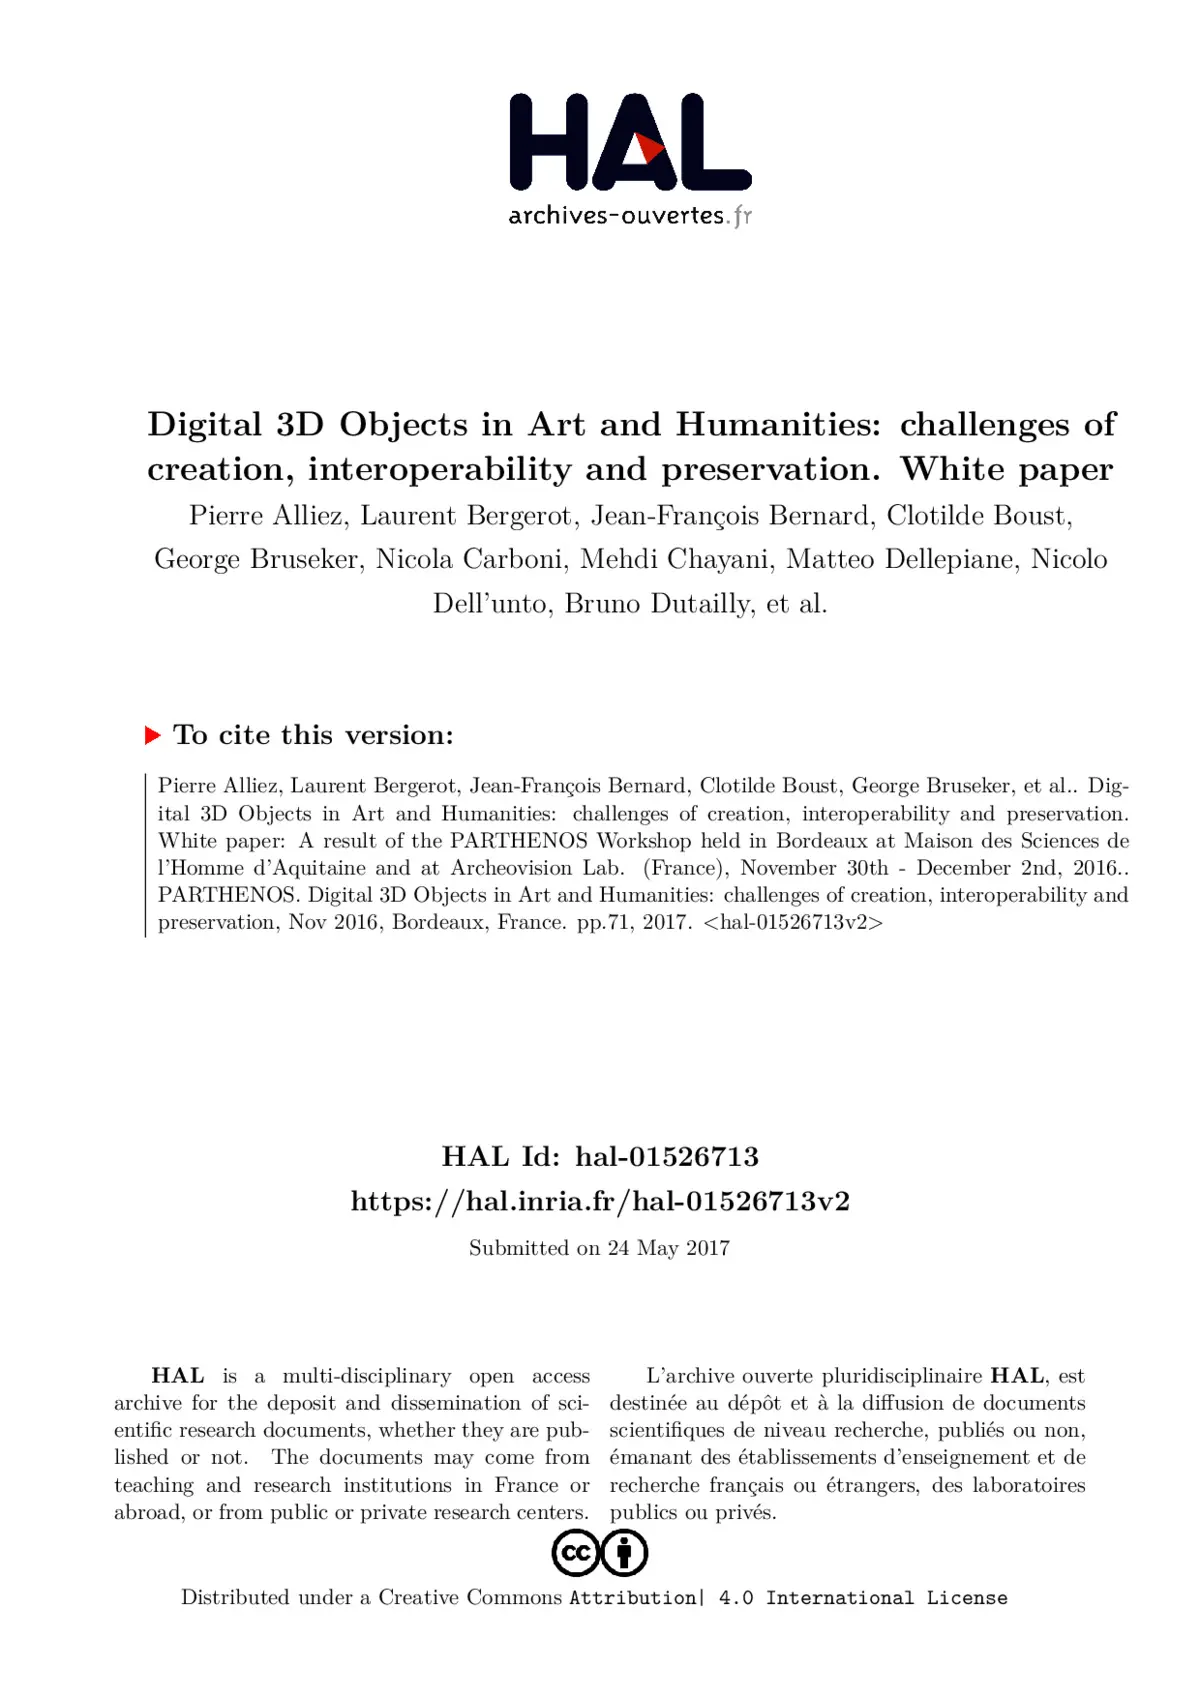 HAL
archives-ouvertes.fr
Digital 3D Objects in Art and Humanities: challenges of
creation, interoperability and preservation. White paper
Pierre Alliez, Laurent Bergerot, Jean-François Bernard, Clotilde Boust,
George Bruseker, Nicola Carboni, Mehdi Chayani, Matteo Dellepiane, Nicolo
Dell'unto, Bruno Dutailly, et al.
To cite this version:
Pierre Alliez, Laurent Bergerot, Jean-François Bernard, Clotilde Boust, George Bruseker, et al.. Dig-
ital 3D Objects in Art and Humanities: challenges of creation, interoperability and preservation.
White paper: A result of the PARTHENOS Workshop held in Bordeaux at Maison des Sciences de
l'Homme d'Aquitaine and at Archeovision Lab. (France), November 30th - December 2nd, 2016..
PARTHENOS. Digital 3D Objects in Art and Humanities: challenges of creation, interoperability and
preservation, Nov 2016, Bordeaux, France. pp.71, 2017. <hal-01526713v2>
HAL Id: hal-01526713
https://hal.inria.fr/hal-01526713v2
Submitted on 24 May 2017
HAL is a multi-disciplinary open access
archive for the deposit and dissemination of sci-
entific research documents, whether they are pub-
lished or not. The documents may come from
teaching and research institutions in France or
abroad, or from public or private research centers.
L'archive ouverte pluridisciplinaire HAL, est
destinée au dépôt et à la diffusion de documents
scientifiques de niveau recherche, publiés ou non,
émanant des établissements d'enseignement et de
recherche français ou étrangers, des laboratoires
publics ou privés.
cc
Distributed under a Creative Commons Attribution| 4.0 International License